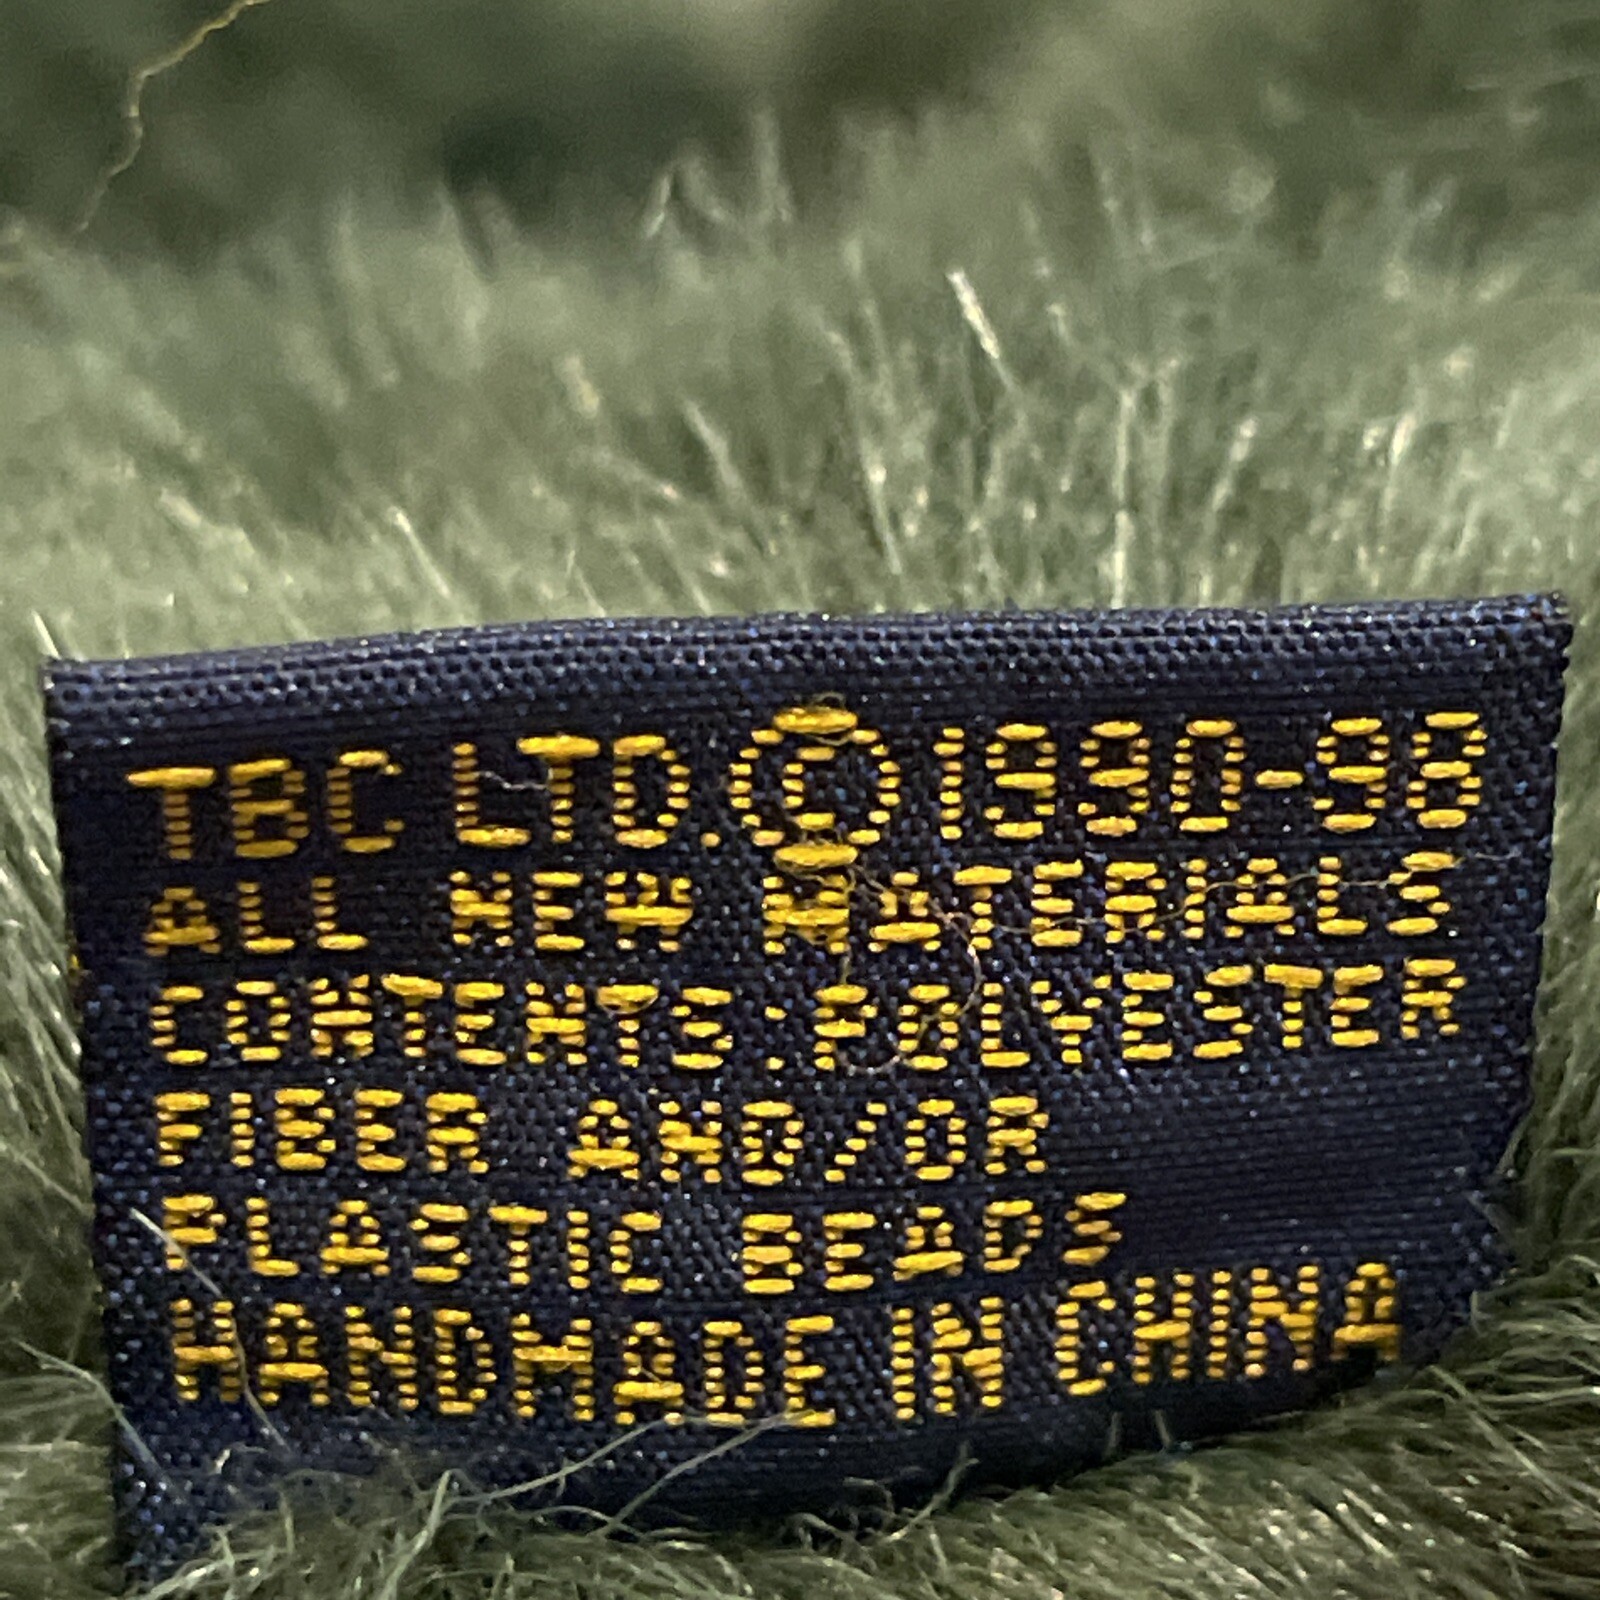 TBC LTD.©1990-98
ALL NEW MATERIALS
CONTENTS:POLYESTER
FIBER AND/OR
PLASTIC BEADS
HANDMADE IN CHINA